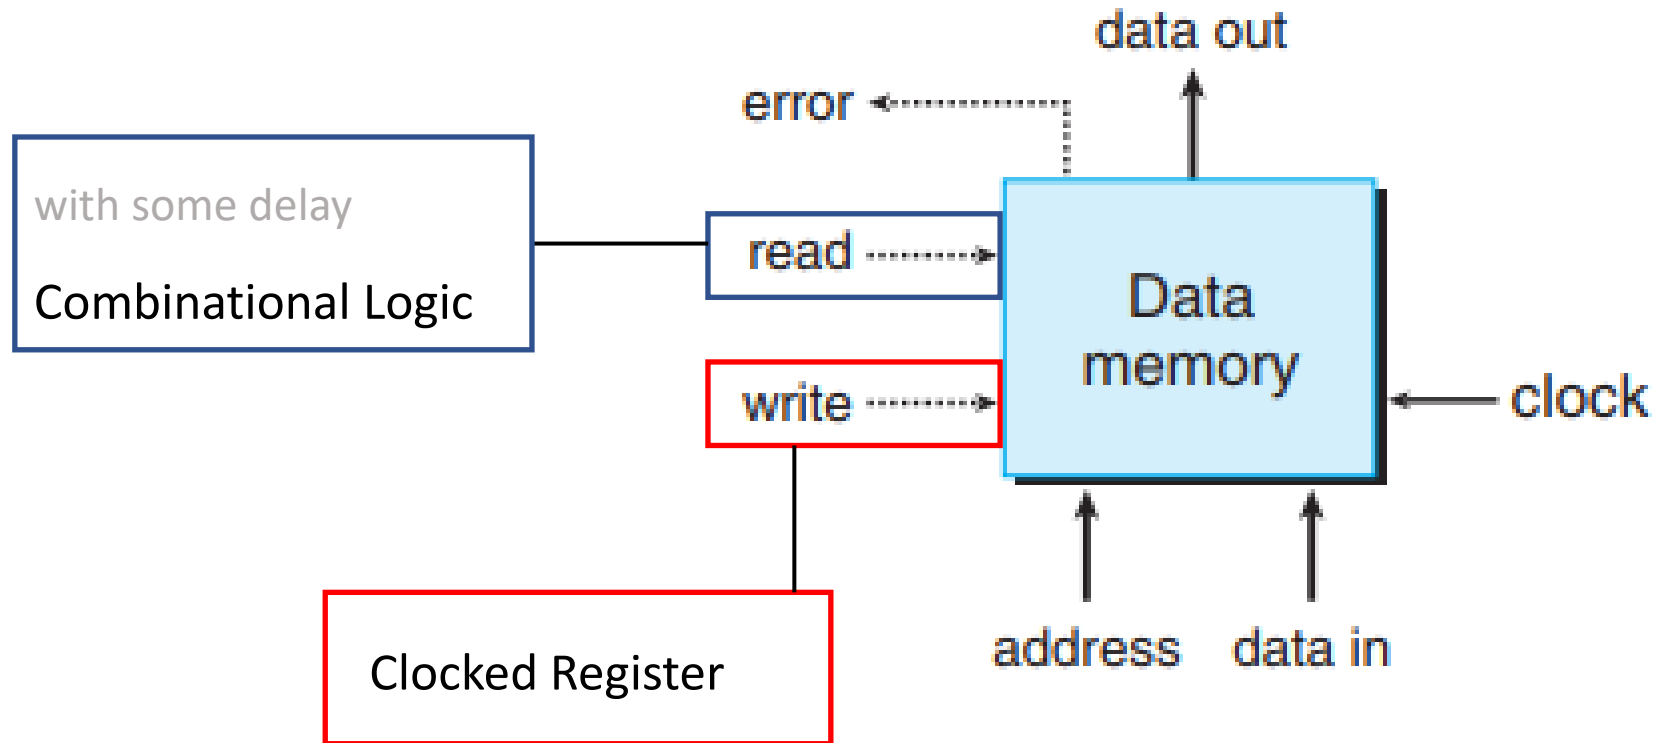 data out
error
with some delay
Combinational Logic
read
Data
memory
write
clock
address
data in
Clocked Register